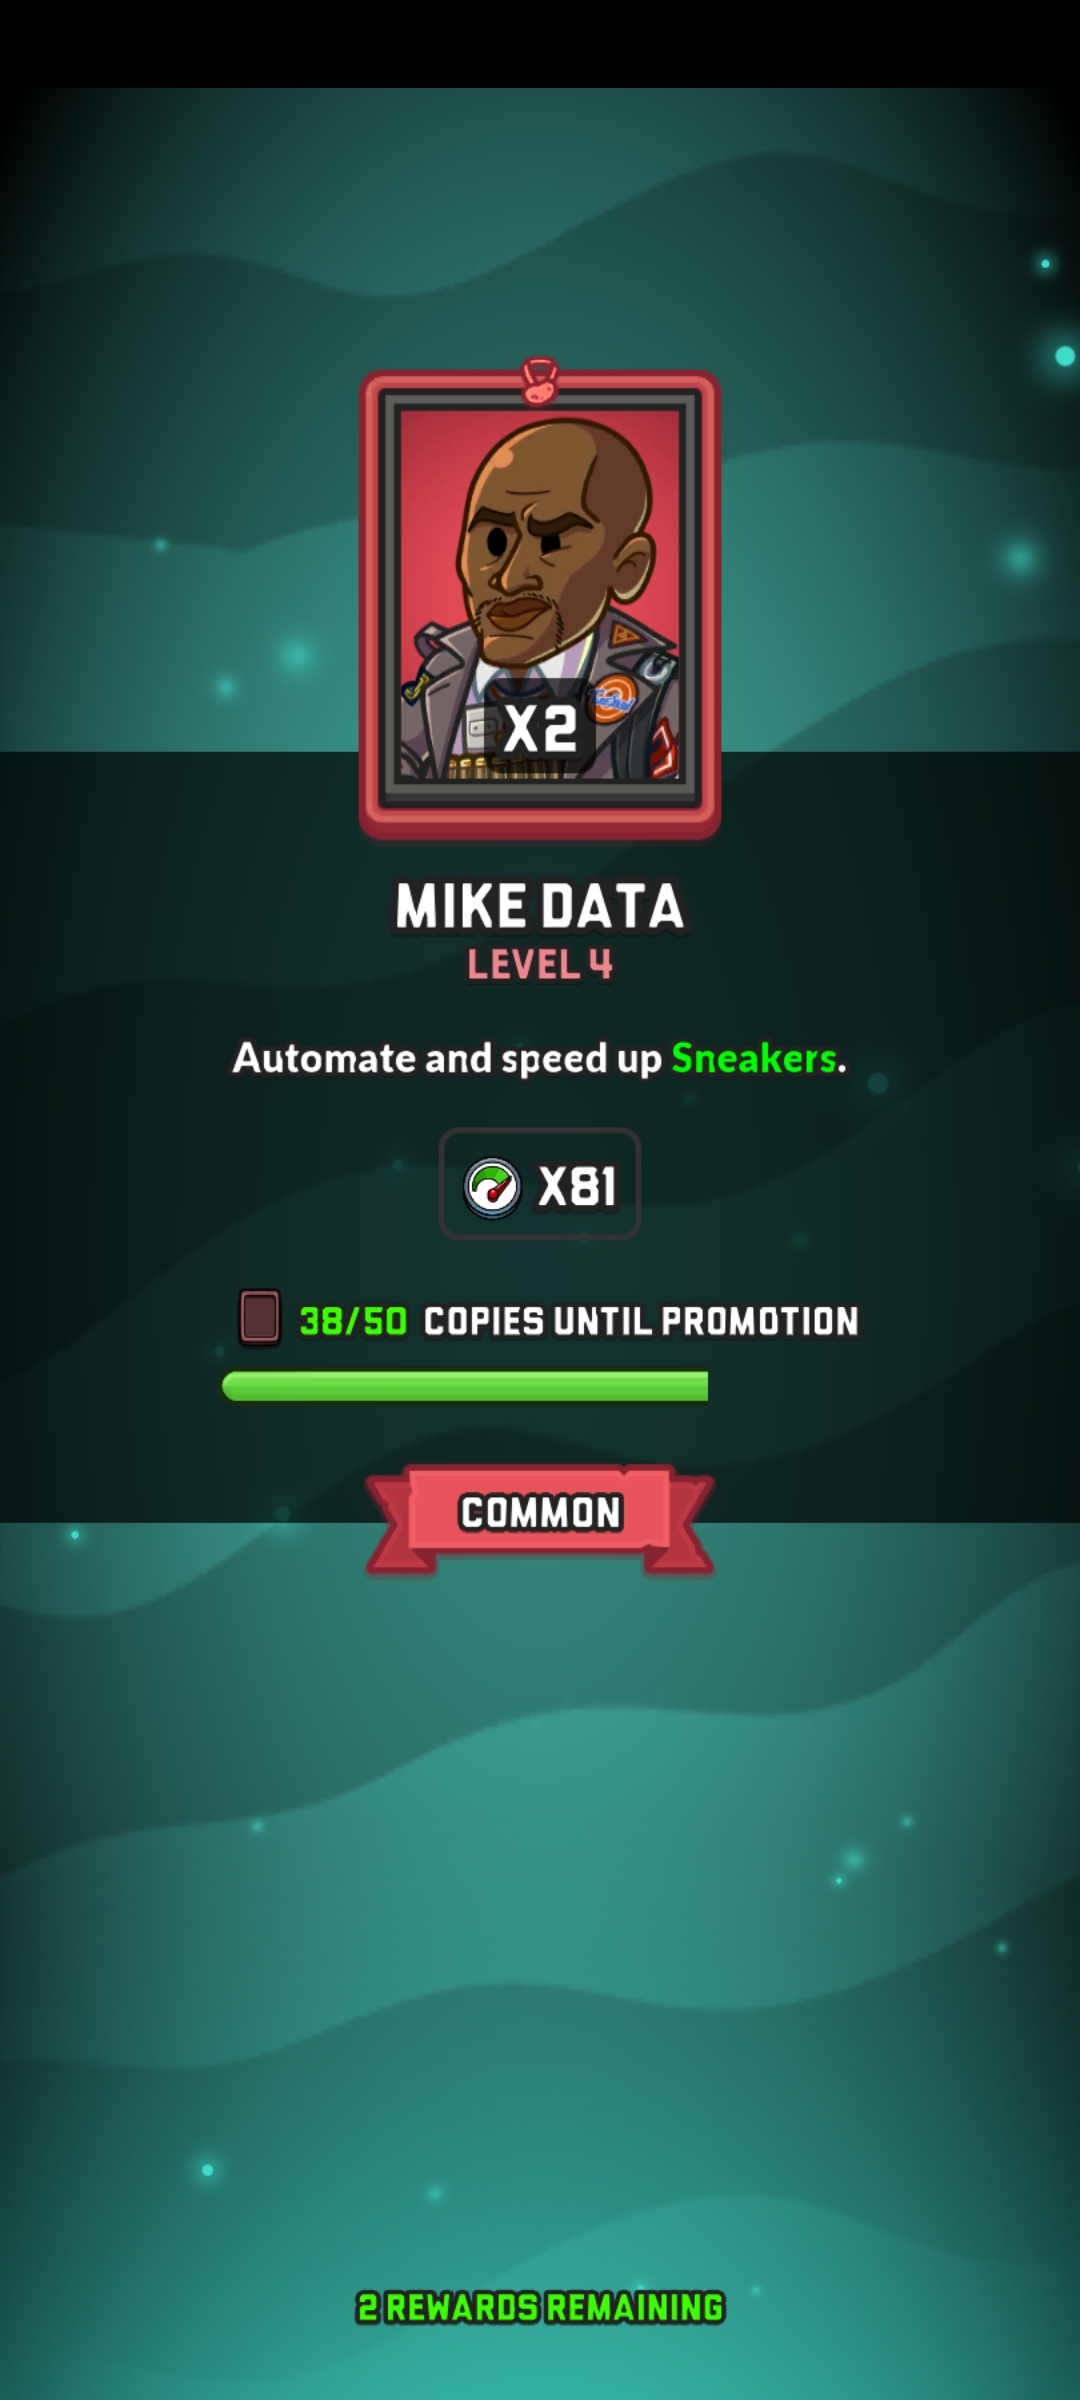 X2
MIKE DATA
LEVEL 4
Automate and speed up Sneakers.
X81
38/50 COPIES UNTIL PROMOTION
COMMON
2 REWARDS REMAINING